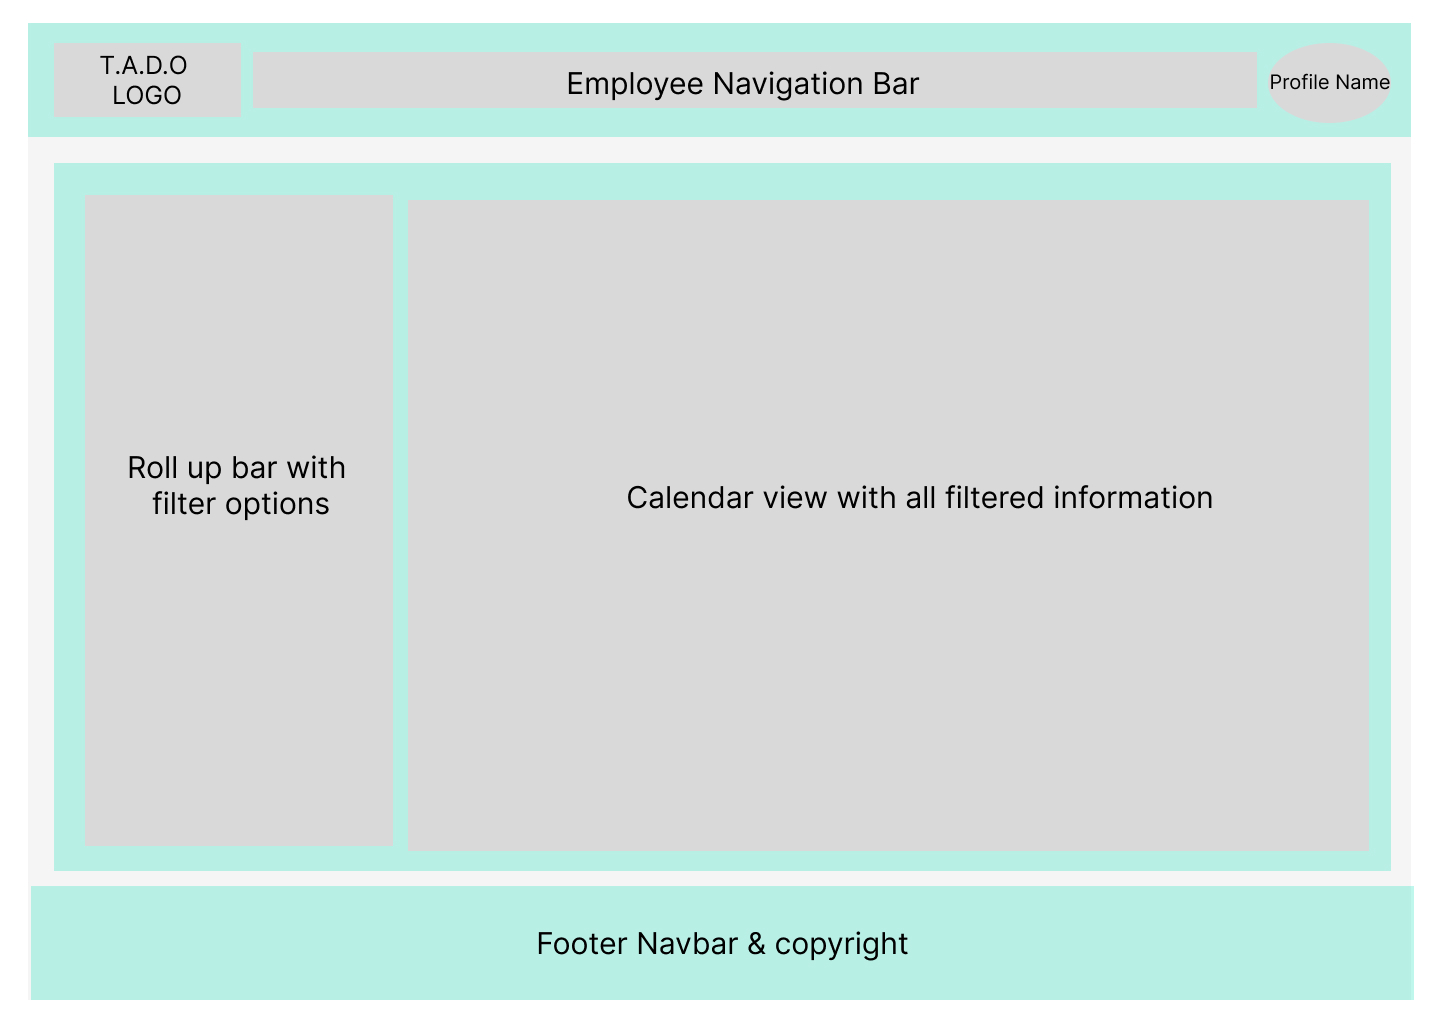 T.A.D.O
LOGO
Employee Navigation Bar
Profile Name
Roll up bar with
filter options
Calendar view with all filtered information
Footer Navbar & copyright